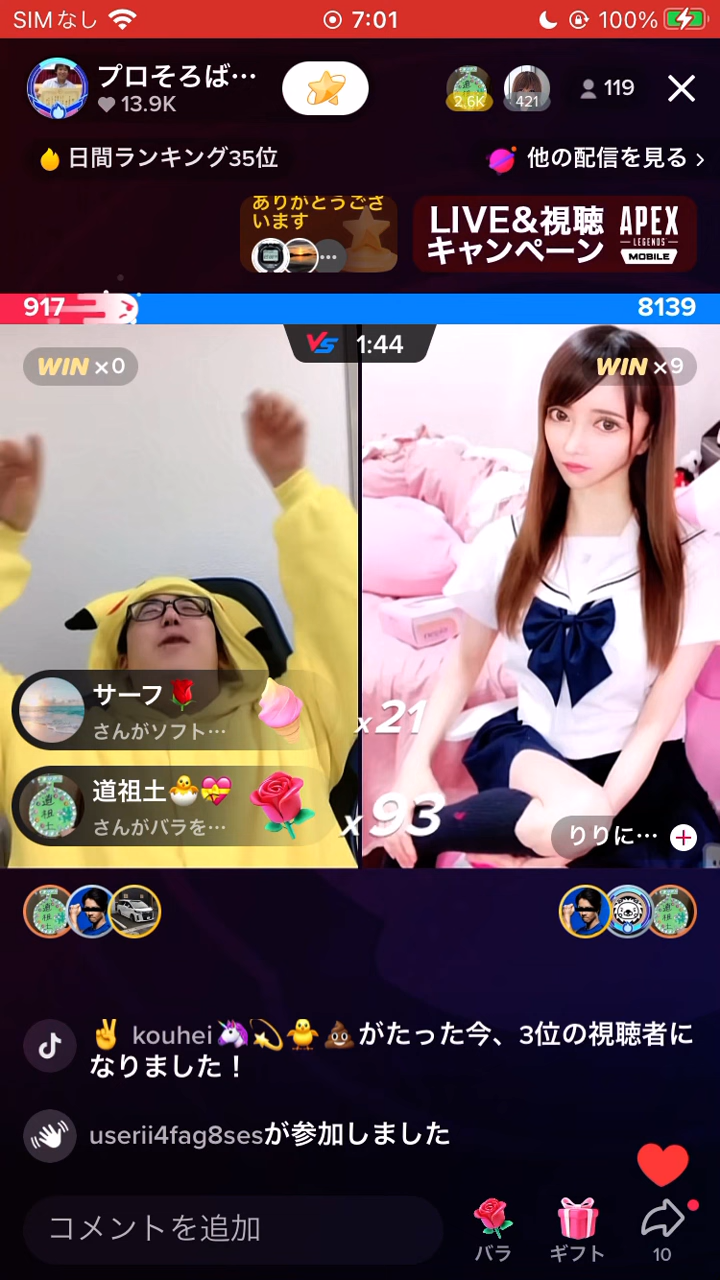 SIMなし 7:01 100%
プロそろば…
13.9K
2.6K 421 119
日間ランキング35位 他の配信を見る
ありがとうござ
います
LIVE&視聴
キャンペーン
APEX
LEGENDS
MOBILE
917 8139
VS 1:44
WIN ×0 WIN ×9
サーフ🌹
さんがソフト…
x21
道祖土🐥💝
さんがバラを…
x93
りりに…
✌️ kouhei🦄💫🐥💩がたった今、3位の視聴者に
なりました！
userii4fag8sesが参加しました
コメントを追加
バラ ギフト 10